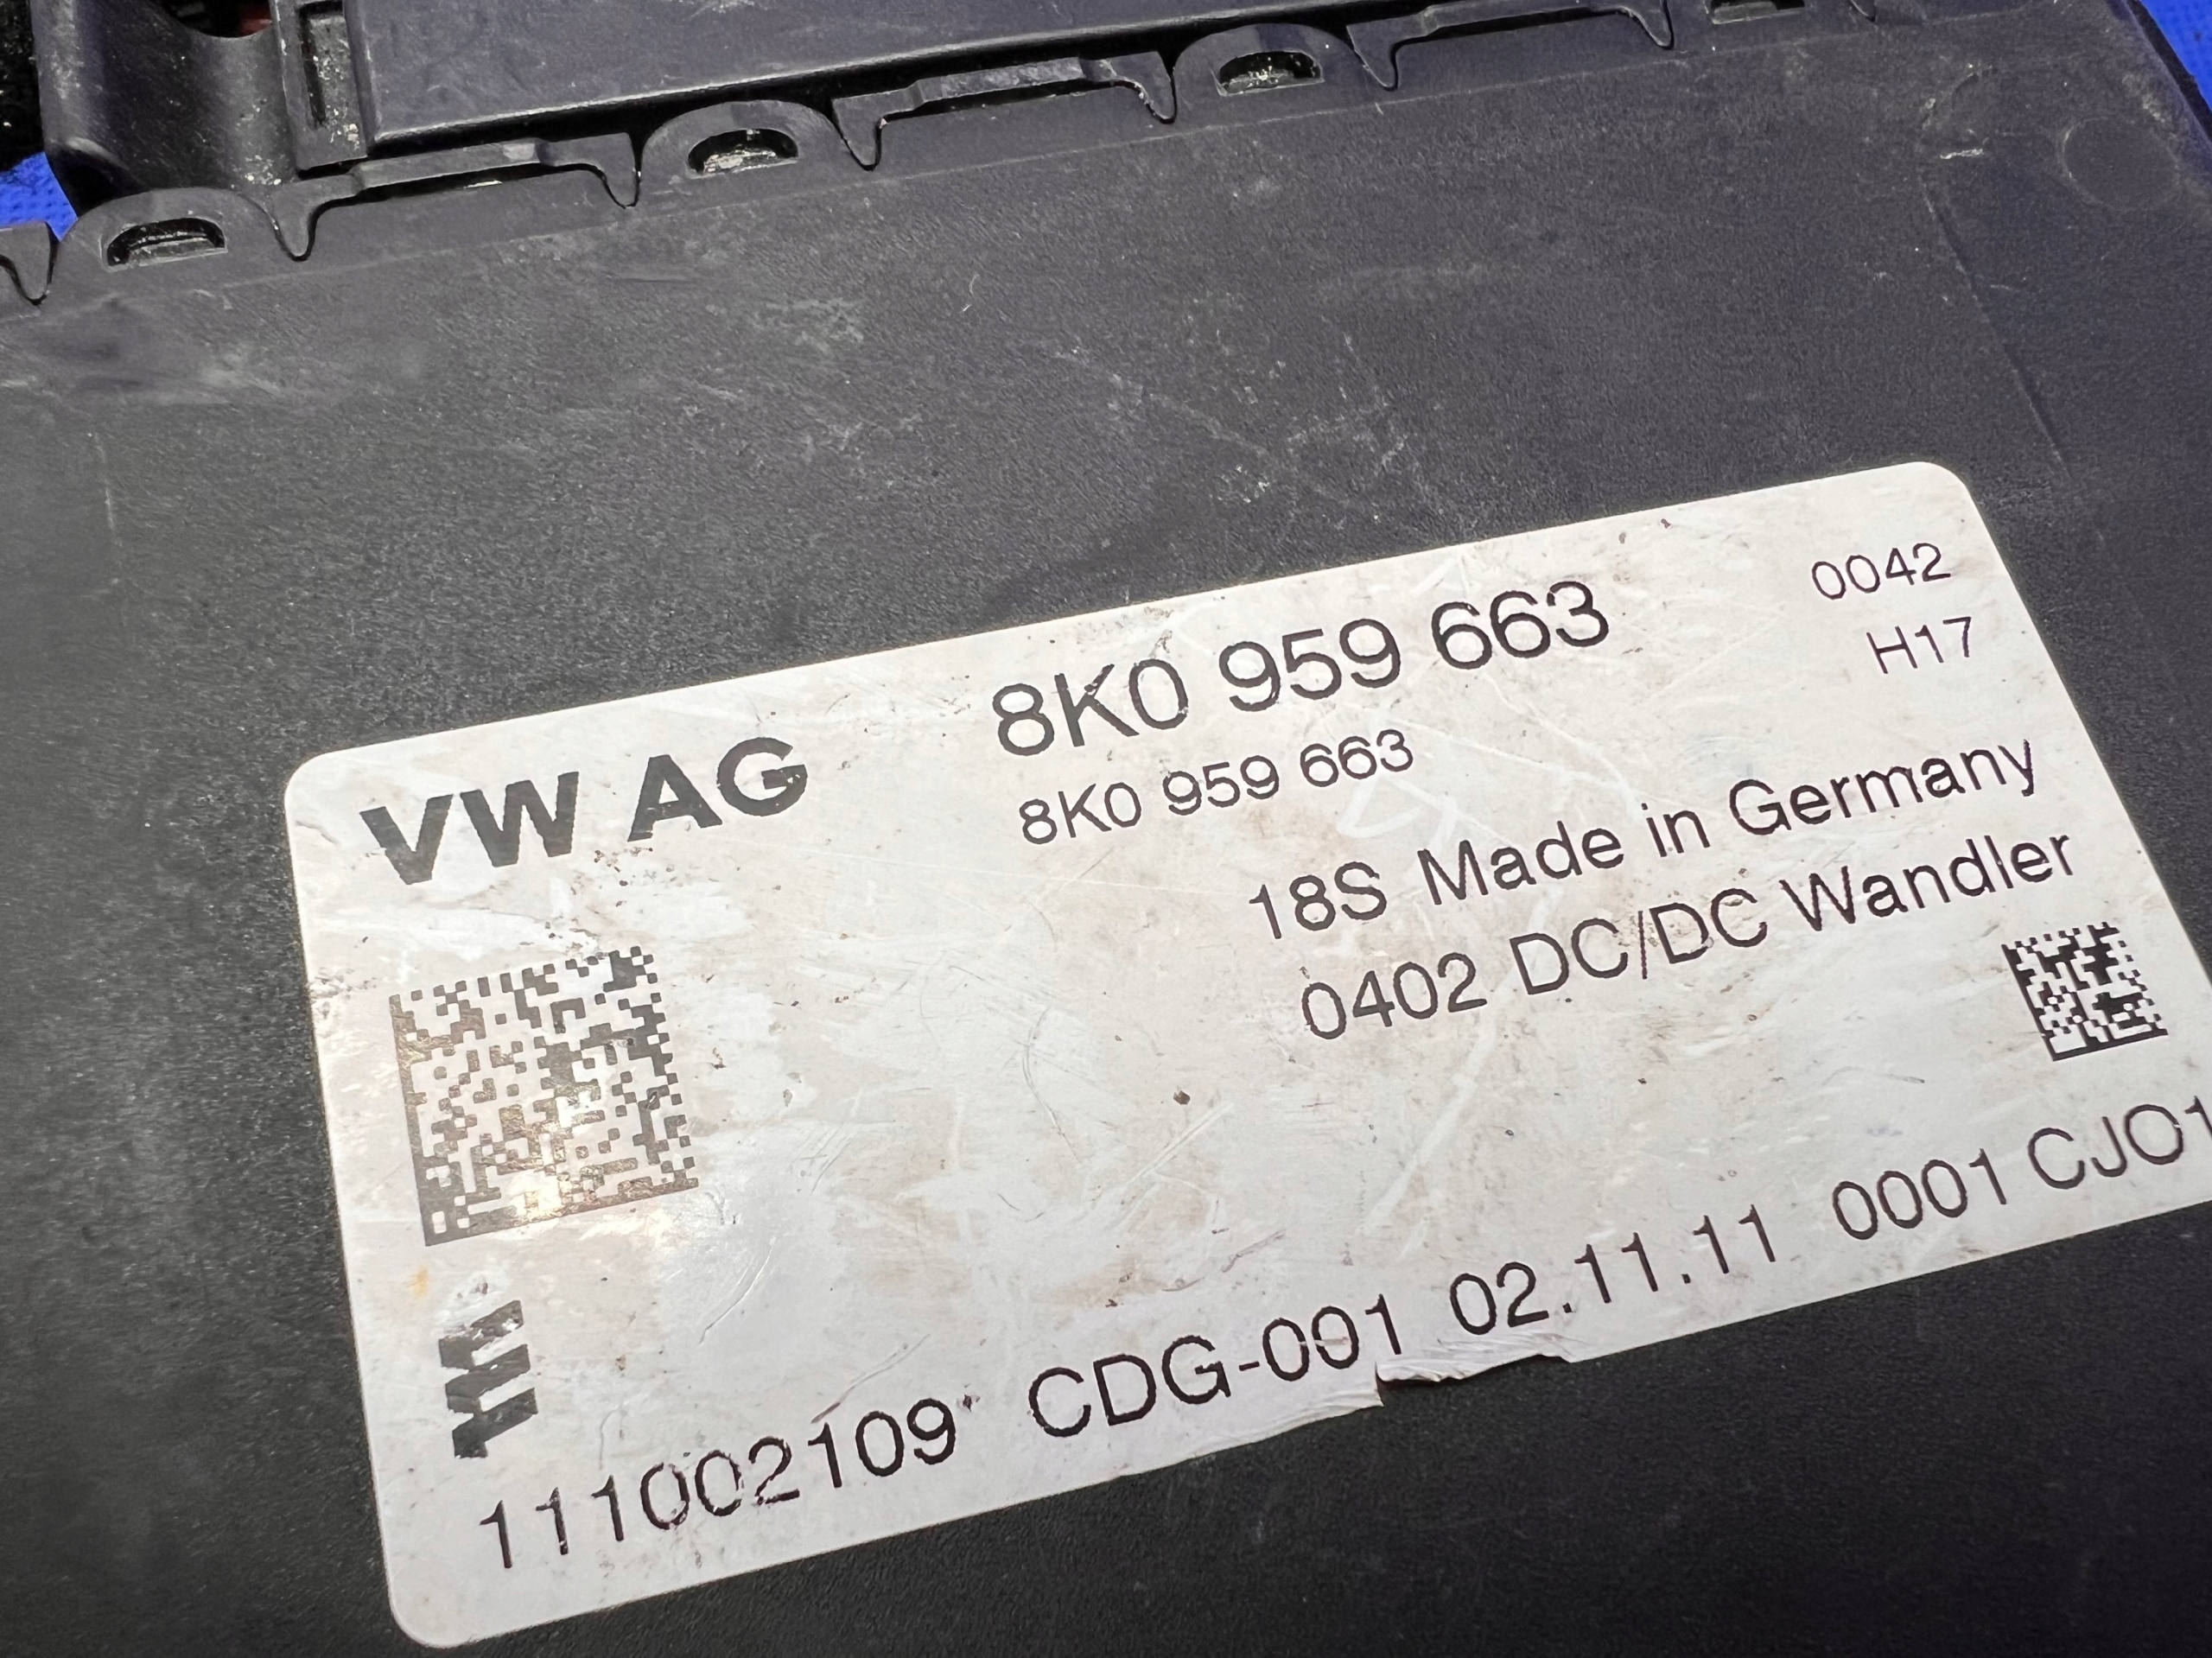 VW AG 8K0 959 663 0042
8K0 959 663 H17
18S Made in Germany
0402 DC/DC Wandler
111002109 CDG-001 02.11.11 0001 CJO1